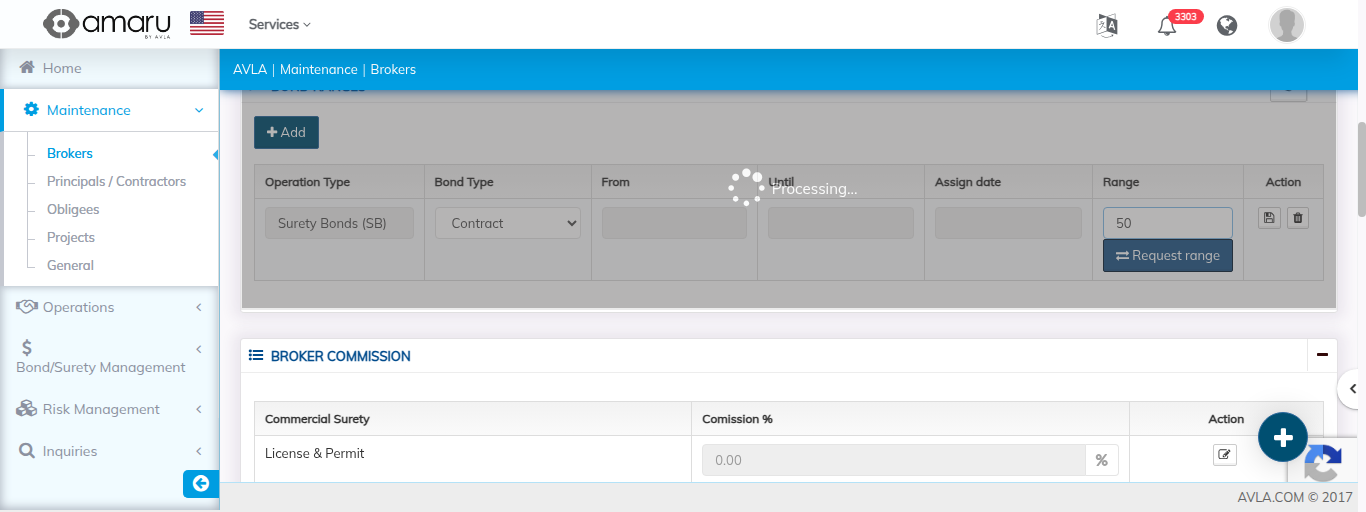 amaru
BY AVLA
Services
3303
Home
AVLA | Maintenance | Brokers
Maintenance
Brokers
Principals / Contractors
Obligees
Projects
General
Operations
Bond/Surety Management
Risk Management
Inquiries
Add
Operation Type Bond Type From Until Assign date Range Action
Processing...
Surety Bonds (SB) Contract 50
Request range
BROKER COMMISSION
Commercial Surety Comission % Action
License & Permit 0.00 %
AVLA.COM © 2017